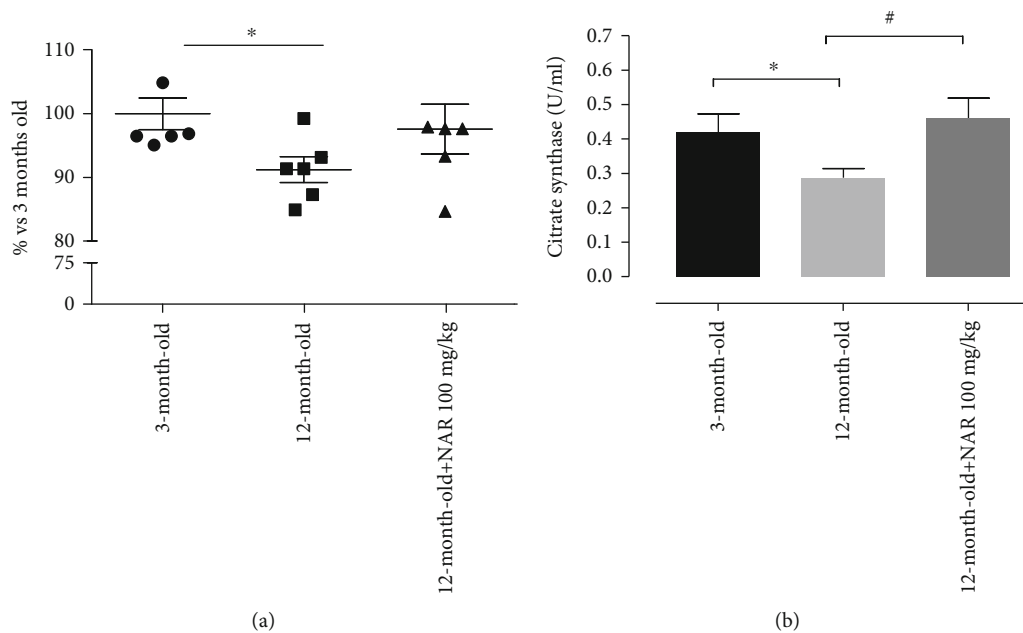 *
110
100
90
80
75
0
% vs 3 months old
3-month-old
12-month-old
12-month-old+NAR 100 mg/kg
(a)
#
*
0.7
0.6
0.5
0.4
0.3
0.2
0.1
0.0
Citrate synthase (U/ml)
3-month-old
12-month-old
12-month-old+NAR 100 mg/kg
(b)